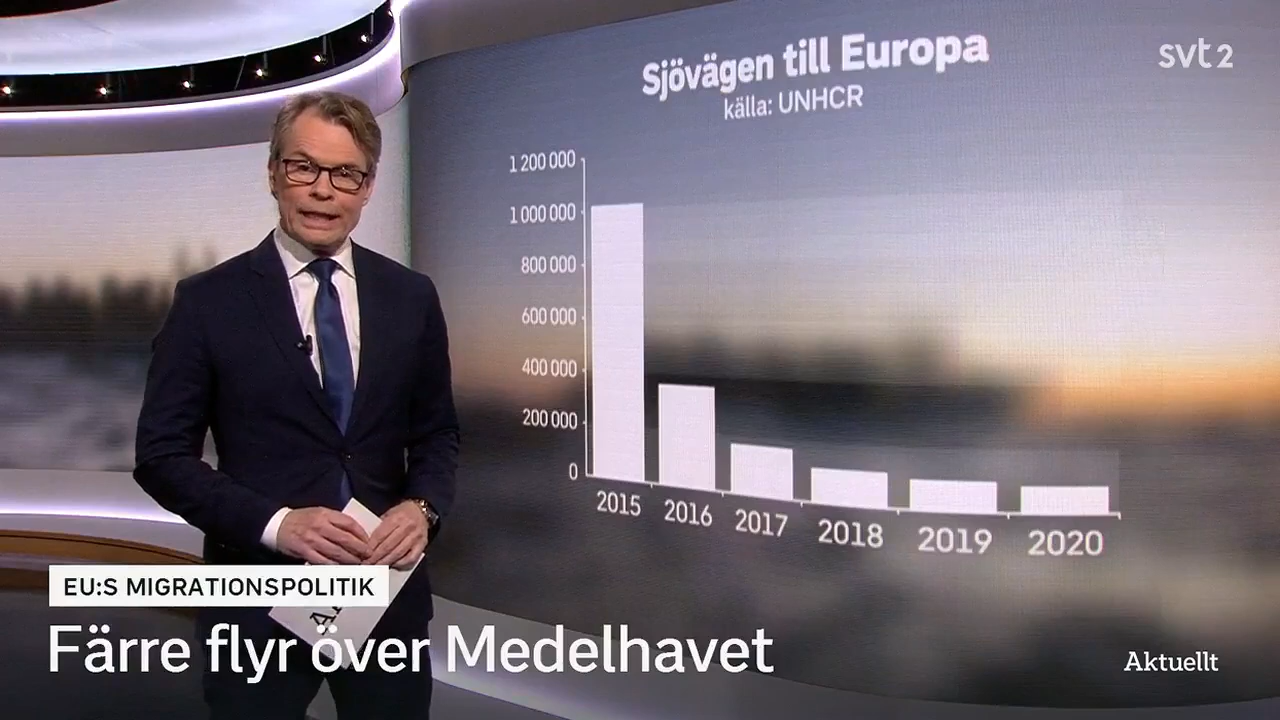 Sjövägen till Europa
källa: UNHCR
svt2
1 200 000
1 000 000
800 000
600 000
400 000
200 000
0
2015 2016 2017 2018 2019 2020
EU:S MIGRATIONSPOLITIK
Färre flyr över Medelhavet
Aktuellt